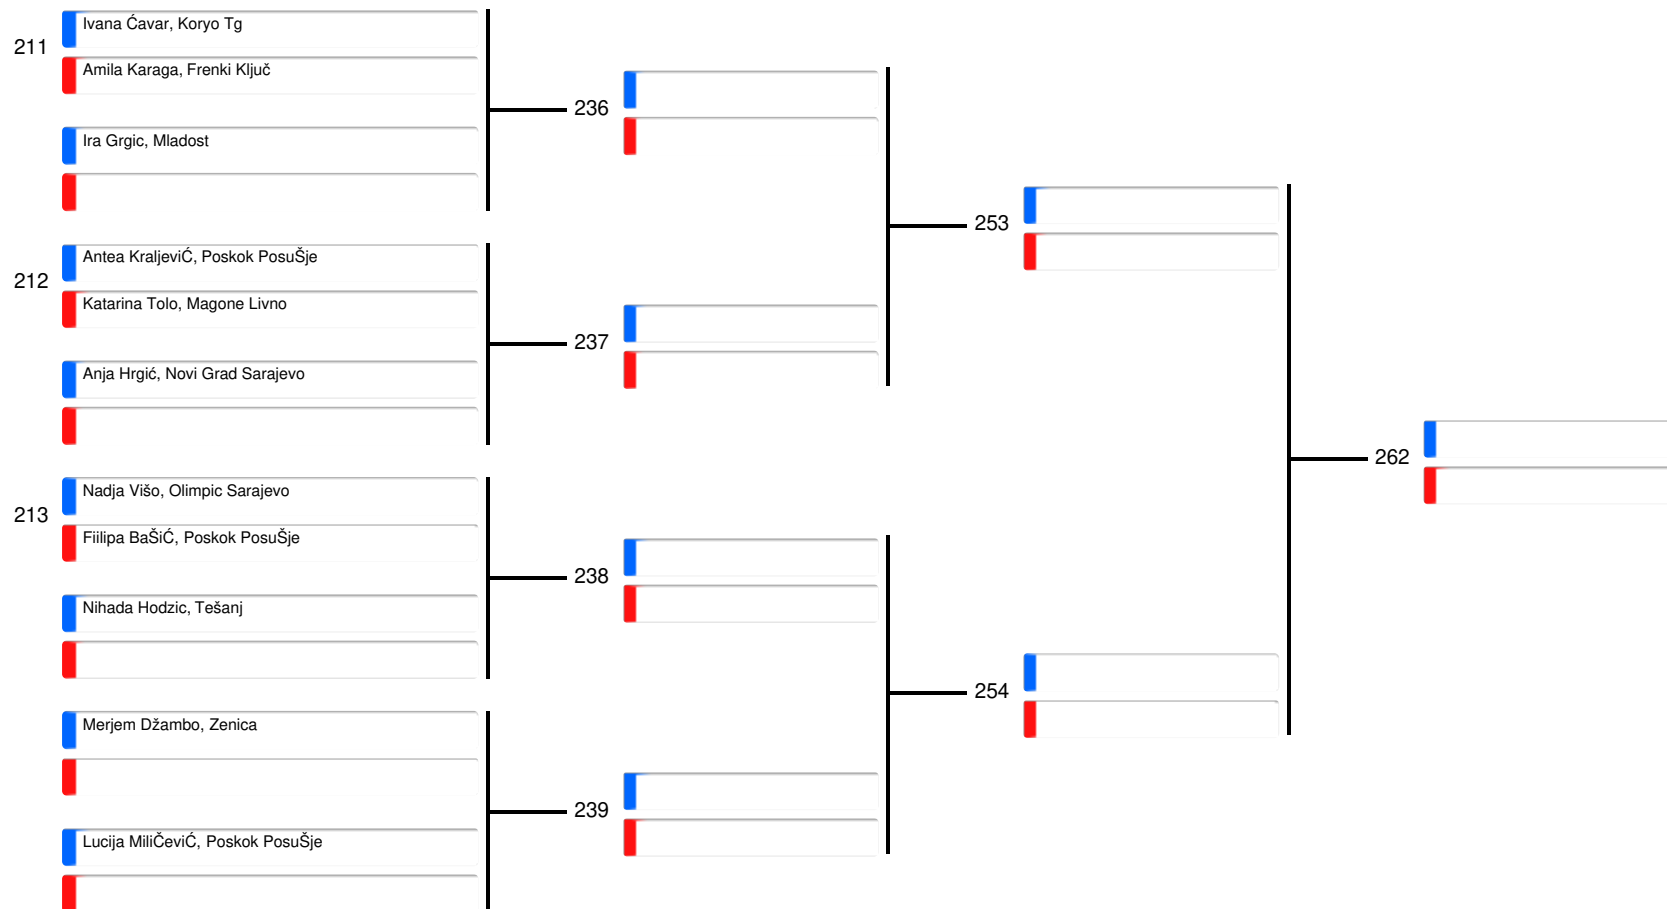 Ivana Ćavar, Koryo Tg
211
Amila Karaga, Frenki Ključ
236
Ira Grgic, Mladost
253
Antea KraljeviĆ, Poskok PosuŠje
212
Katarina Tolo, Magone Livno
237
Anja Hrgić, Novi Grad Sarajevo
262
Nadja Višo, Olimpic Sarajevo
213
Fiilipa BaŠiĆ, Poskok PosuŠje
238
Nihada Hodzic, Tešanj
254
Merjem Džambo, Zenica
239
Lucija MiliČeviĆ, Poskok PosuŠje